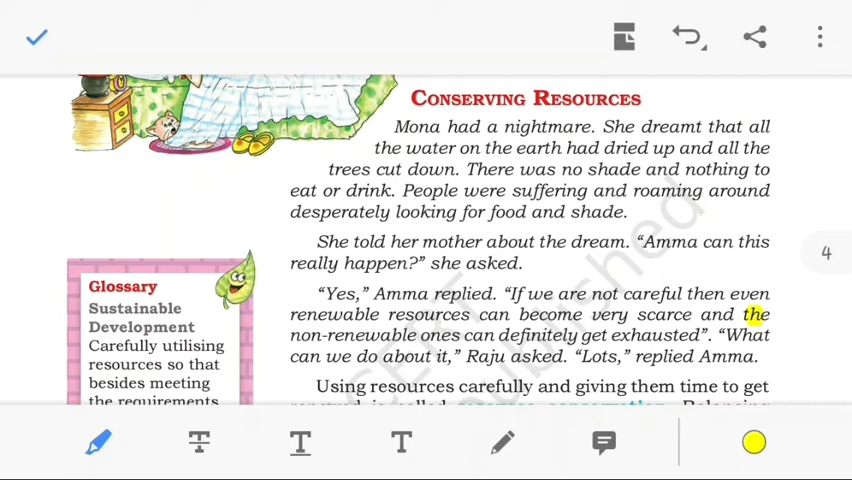 CONSERVING RESOURCES
Mona had a nightmare. She dreamt that all
the water on the earth had dried up and all the
trees cut down. There was no shade and nothing to
eat or drink. People were suffering and roaming around
desperately looking for food and shade.
She told her mother about the dream. “Amma can this
really happen?” she asked.
“Yes,” Amma replied. “If we are not careful then even
renewable resources can become very scarce and the
non-renewable ones can definitely get exhausted”. “What
can we do about it,” Raju asked. “Lots,” replied Amma.
Using resources carefully and giving them time to get
Glossary
Sustainable
Development
Carefully utilising
resources so that
besides meeting
the requirements
4
published
T
T
T